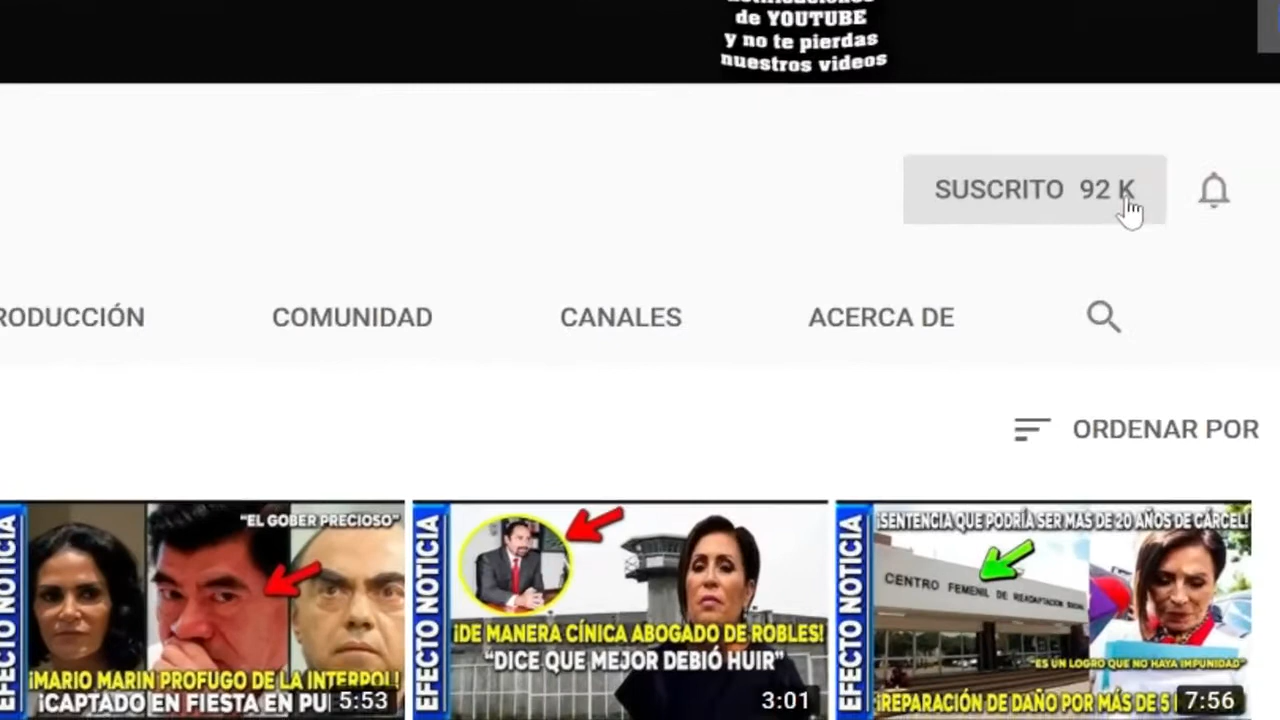 de YOUTUBE
y no te pierdas
nuestros videos
SUSCRITO 92 K
RODUCCIÓN COMUNIDAD CANALES ACERCA DE
ORDENAR POR
EFECTO NOTICIA
"EL GOBER PRECIOSO"
¡MARIO MARIN PROFUGO DE LA INTERPOL!
¡CAPTADO EN FIESTA EN PU
5:53
EFECTO NOTICIA
¡DE MANERA CÍNICA ABOGADO DE ROBLES!
"DICE QUE MEJOR DEBIÓ HUIR"
3:01
EFECTO NOTICIA
¡SENTENCIA QUE PODRÍA SER MAS DE 20 AÑOS DE CÁRCEL!
CENTRO FEMENIL DE READAPTACION SOCIAL
"ES UN LOGRO QUE NO HAYA IMPUNIDAD"
¡REPARACIÓN DE DAÑO POR MÁS DE 5
7:56